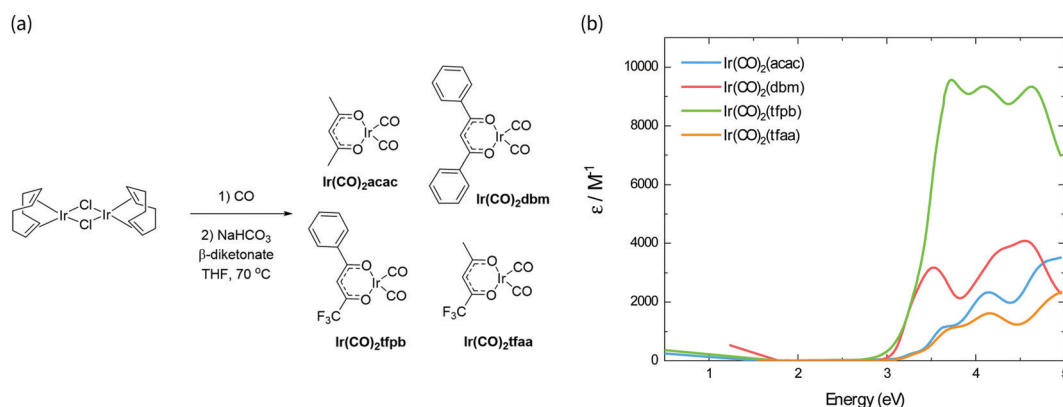 (a)
Cl
Ir
Ir
Cl
1) CO
2) NaHCO3
β-diketonate
THF, 70 °C
O
CO
Ir
O
CO
Ir(CO)2acac
O
CO
Ir
O
CO
Ir(CO)2dbm
O
CO
Ir
O
CO
F3C
Ir(CO)2tfpb
O
CO
Ir
O
CO
F3C
Ir(CO)2tfaa
(b)
Ir(CO)2(acac)
Ir(CO)2(dbm)
Ir(CO)2(tfpb)
Ir(CO)2(tfaa)
ε / M-1
10000
8000
6000
4000
2000
0
1 2 3 4 5
Energy (eV)